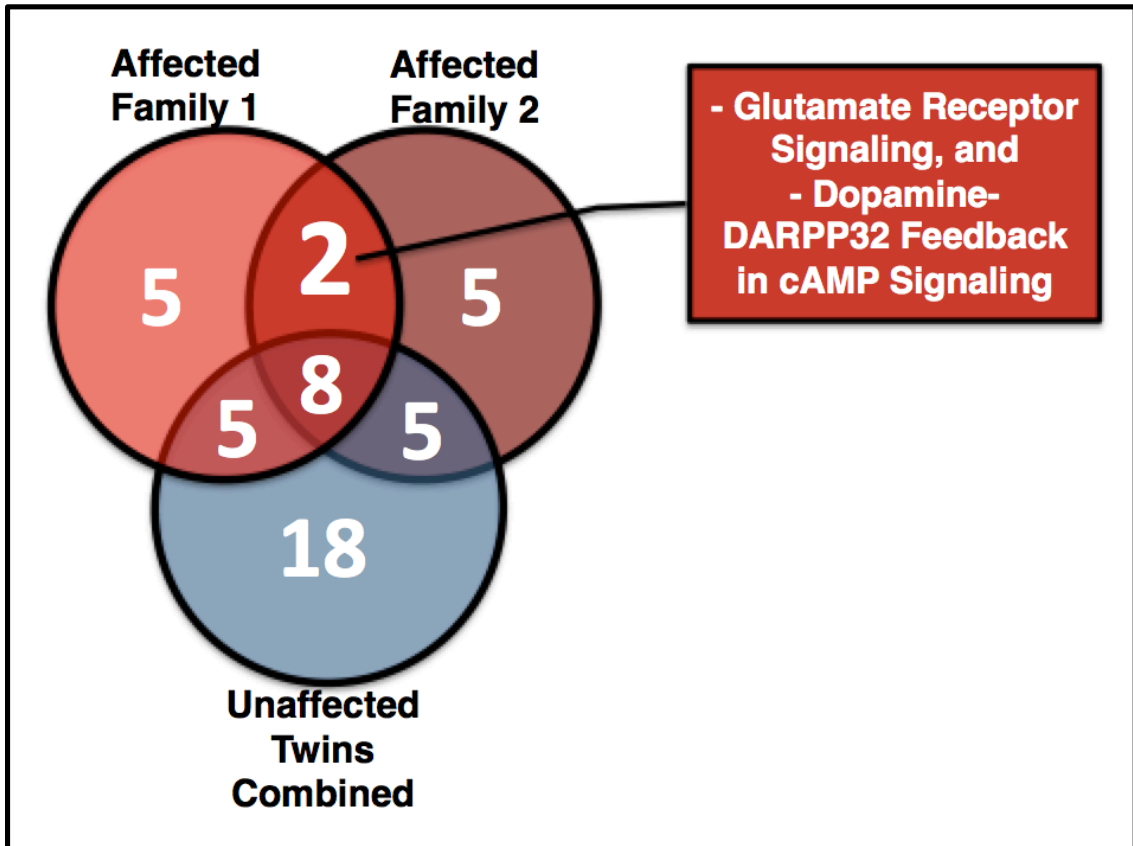 Affected
Family 1
Affected
Family 2
- Glutamate Receptor
Signaling, and
- Dopamine-
DARPP32 Feedback
in cAMP Signaling
2
5
5
8
5
5
18
Unaffected
Twins
Combined